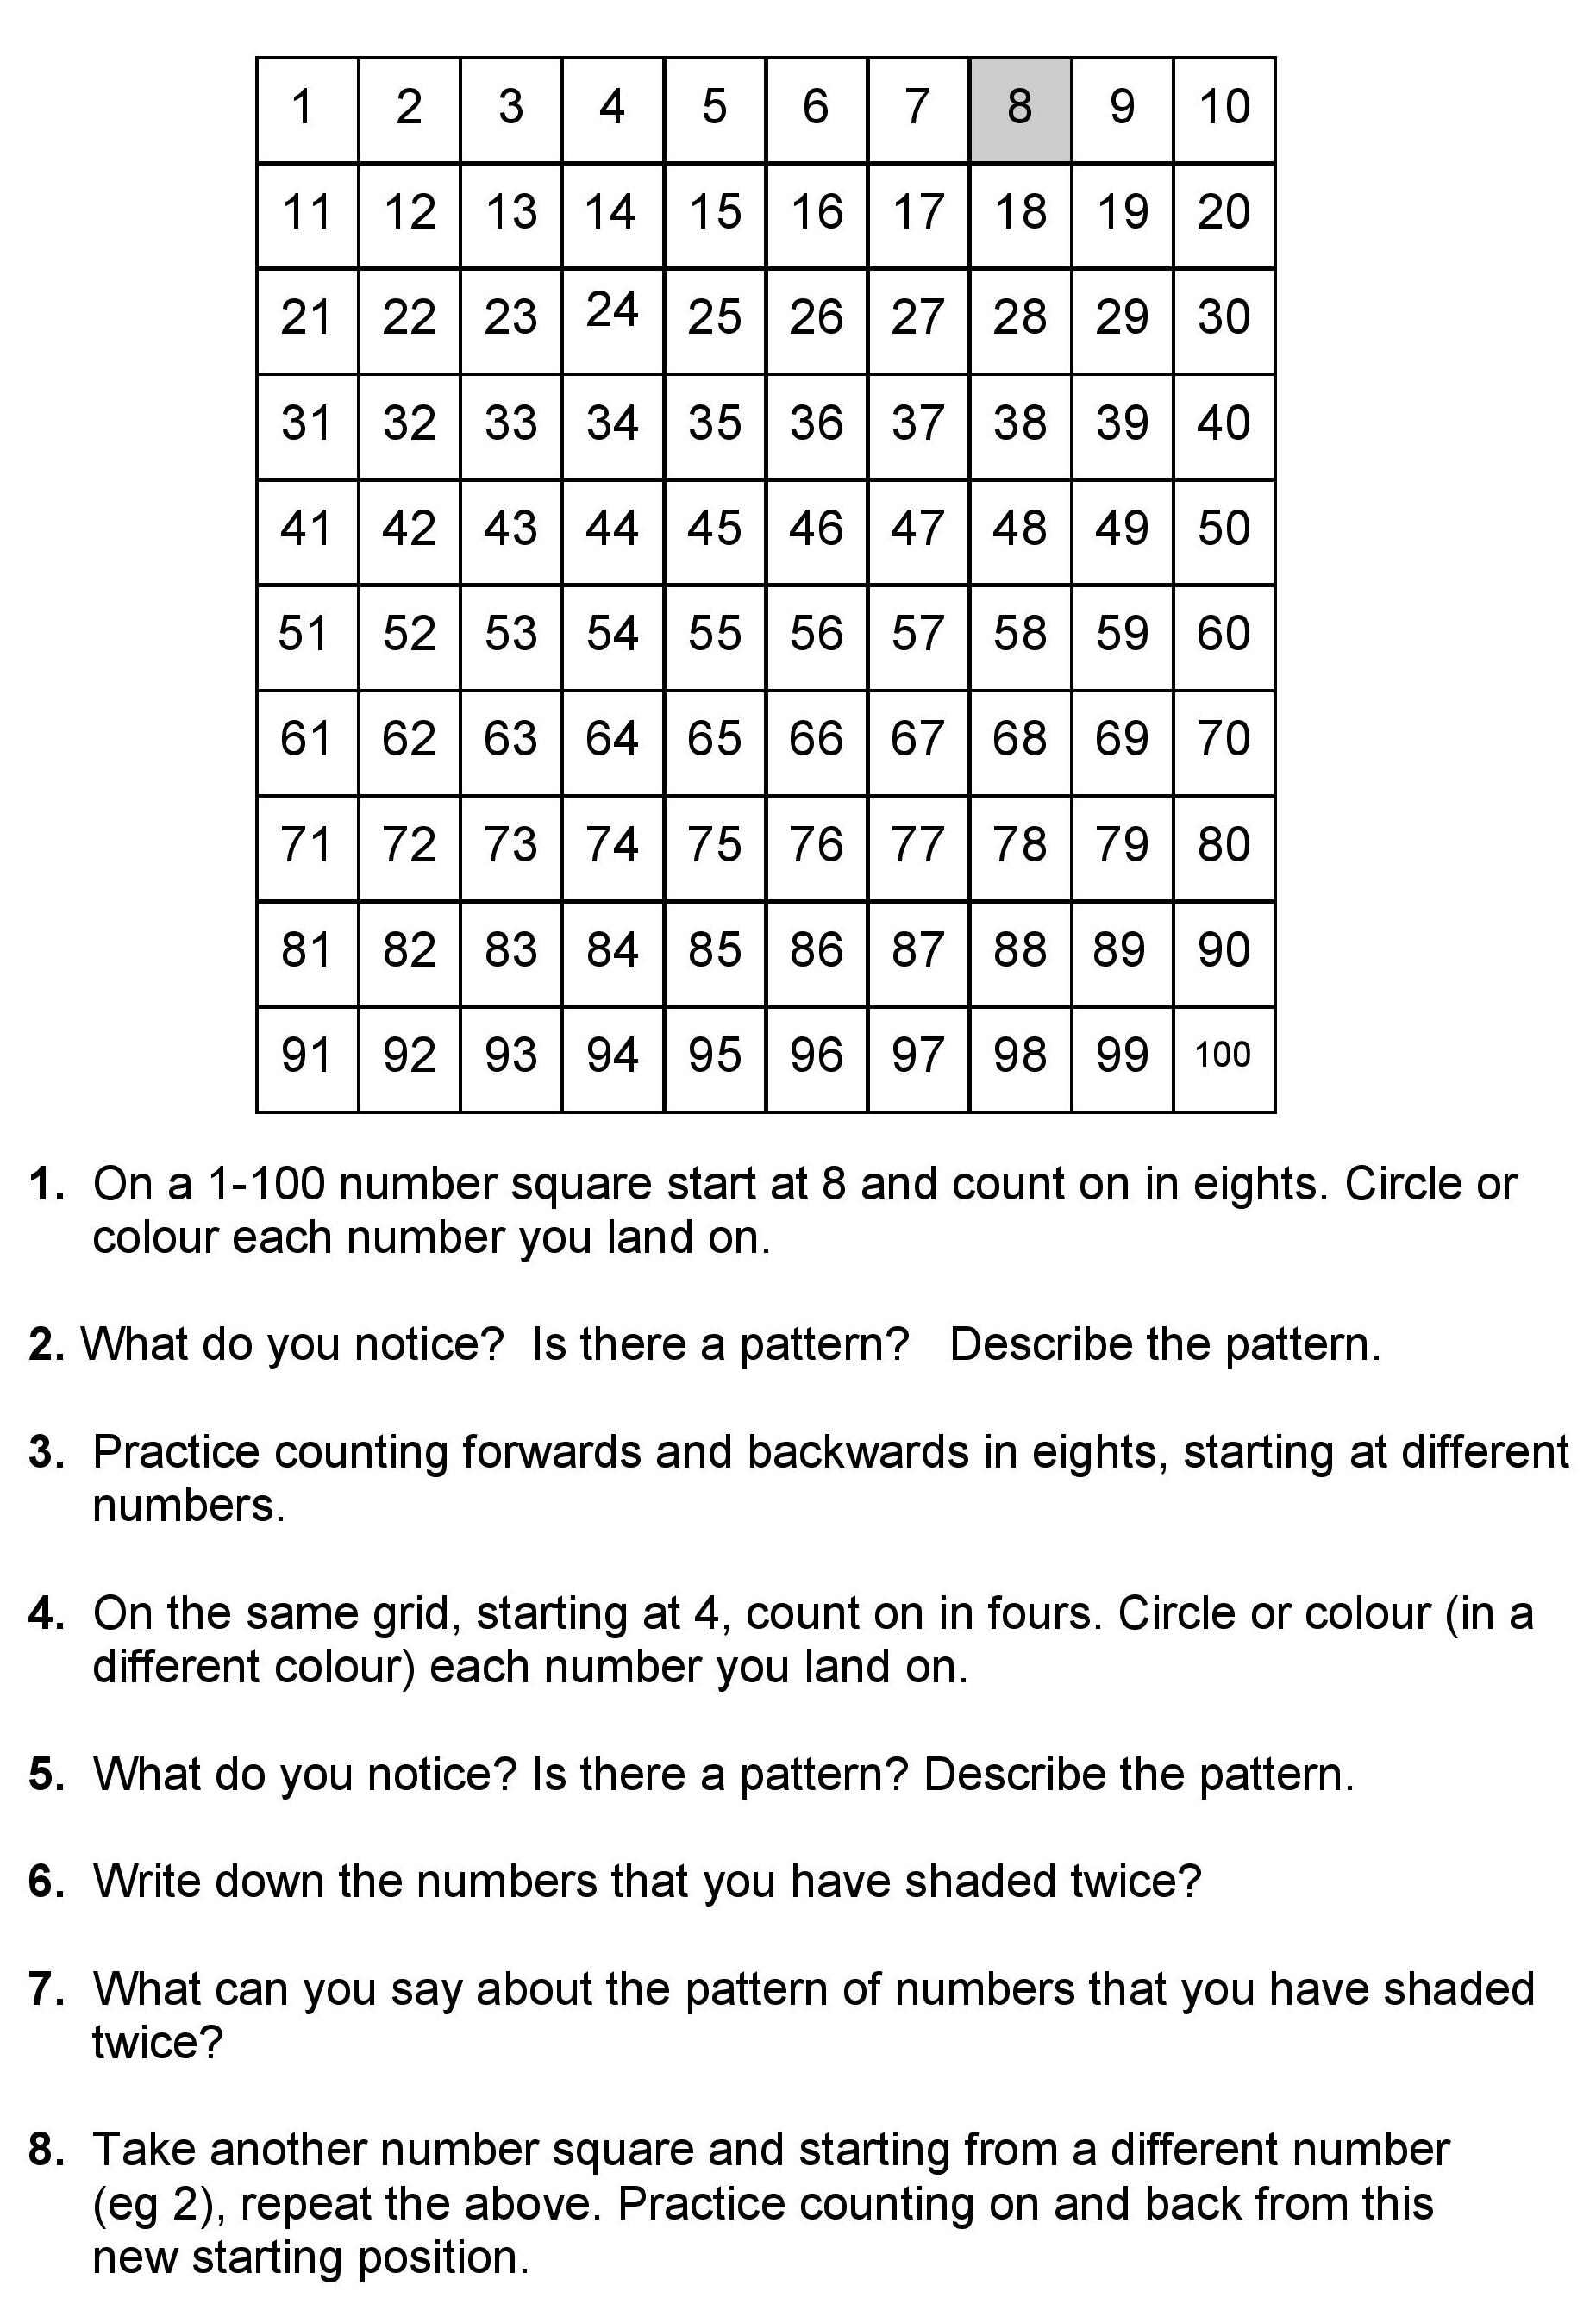 1 2 3 4 5 6 7 8 9 10
11 12 13 14 15 16 17 18 19 20
21 22 23 24 25 26 27 28 29 30
31 32 33 34 35 36 37 38 39 40
41 42 43 44 45 46 47 48 49 50
51 52 53 54 55 56 57 58 59 60
61 62 63 64 65 66 67 68 69 70
71 72 73 74 75 76 77 78 79 80
81 82 83 84 85 86 87 88 89 90
91 92 93 94 95 96 97 98 99 100
1. On a 1-100 number square start at 8 and count on in eights. Circle or
colour each number you land on.
2. What do you notice? Is there a pattern? Describe the pattern.
3. Practice counting forwards and backwards in eights, starting at different
numbers.
4. On the same grid, starting at 4, count on in fours. Circle or colour (in a
different colour) each number you land on.
5. What do you notice? Is there a pattern? Describe the pattern.
6. Write down the numbers that you have shaded twice?
7. What can you say about the pattern of numbers that you have shaded
twice?
8. Take another number square and starting from a different number
(eg 2), repeat the above. Practice counting on and back from this
new starting position.